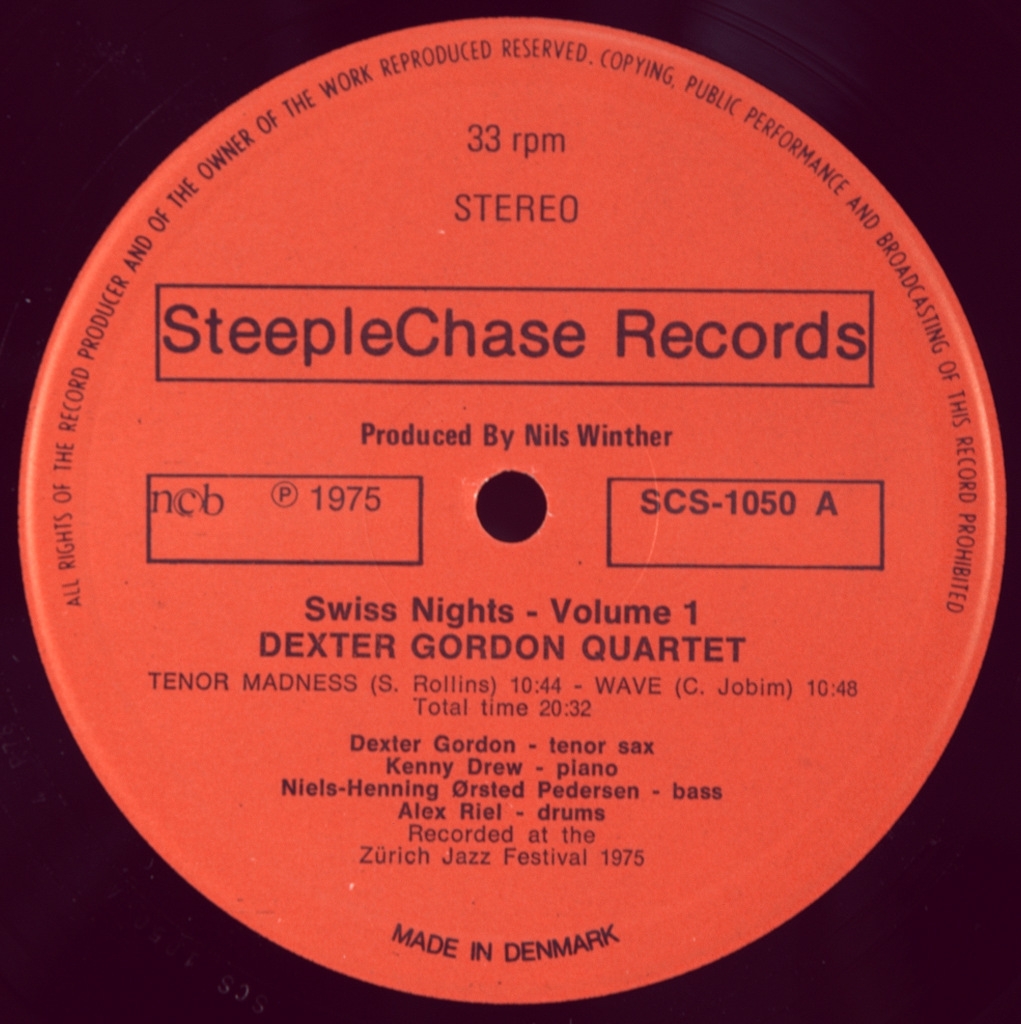 ALL RIGHTS OF THE RECORD PRODUCER AND OF THE OWNER OF THE WORK REPRODUCED RESERVED. COPYING, PUBLIC PERFORMANCE AND BROADCASTING OF THIS RECORD PROHIBITED
33 rpm
STEREO
SteepleChase Records
Produced By Nils Winther
ncb ℗ 1975
SCS-1050 A
Swiss Nights - Volume 1
DEXTER GORDON QUARTET
TENOR MADNESS (S. Rollins) 10:44 - WAVE (C. Jobim) 10:48
Total time 20:32
Dexter Gordon - tenor sax
Kenny Drew - piano
Niels-Henning Ørsted Pedersen - bass
Alex Riel - drums
Recorded at the
Zürich Jazz Festival 1975
MADE IN DENMARK
SCS